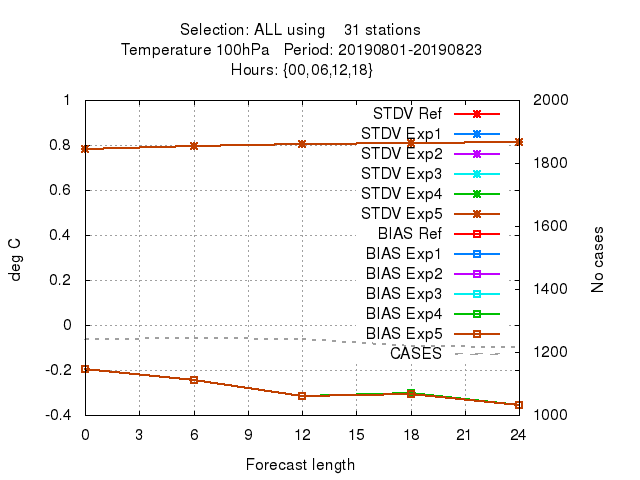 Selection: ALL using 31 stations
Temperature 100hPa Period: 20190801-20190823
Hours: {00,06,12,18}
1
0.8
0.6
0.4
0.2
0
-0.2
-0.4
deg C
STDV Ref
STDV Exp1
STDV Exp2
STDV Exp3
STDV Exp4
STDV Exp5
BIAS Ref
BIAS Exp1
BIAS Exp2
BIAS Exp3
BIAS Exp4
BIAS Exp5
CASES
2000
1800
1600
1400
1200
1000
No cases
0 3 6 9 12 15 18 21 24
Forecast length